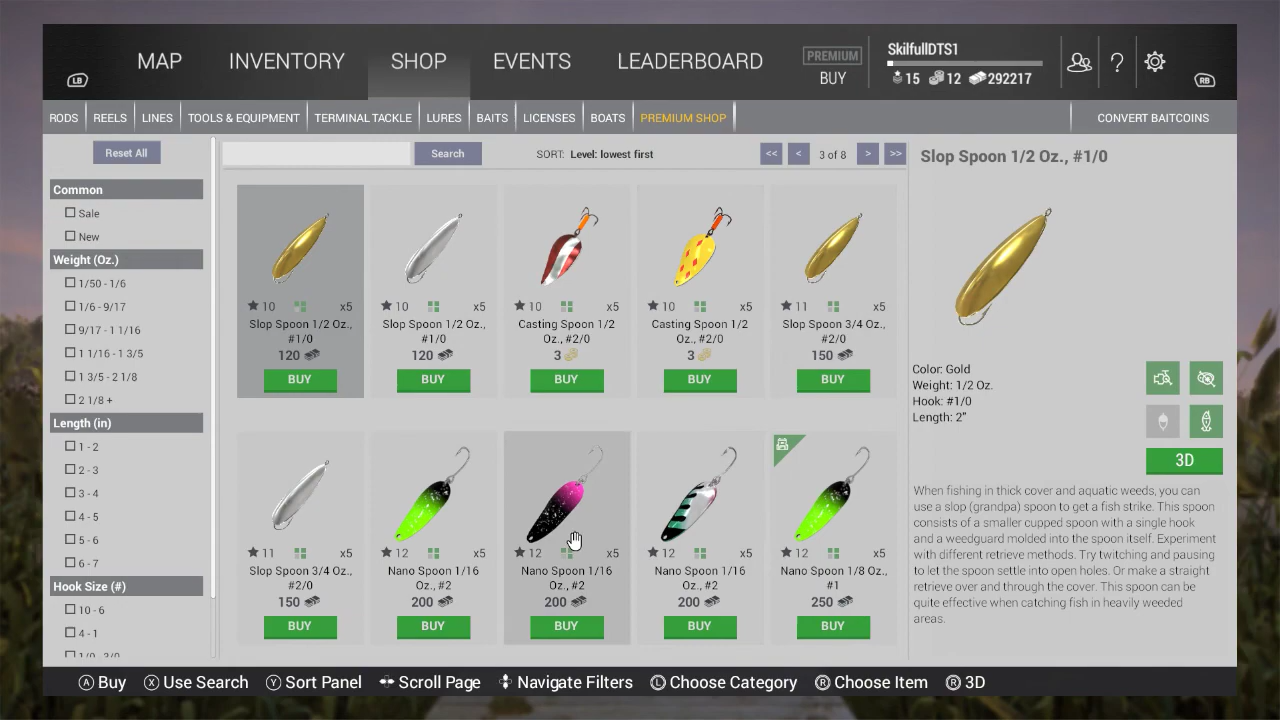 LB
MAP
INVENTORY
SHOP
EVENTS
LEADERBOARD
PREMIUM
BUY
SkilfullDTS1
15 12 292217
?
RB
RODS
REELS
LINES
TOOLS & EQUIPMENT
TERMINAL TACKLE
LURES
BAITS
LICENSES
BOATS
PREMIUM SHOP
CONVERT BAITCOINS
Reset All
Common
Sale
New
Weight (Oz.)
1/50 - 1/6
1/6 - 9/17
9/17 - 1 1/16
1 1/16 - 1 3/5
1 3/5 - 2 1/8
2 1/8 +
Length (in)
1 - 2
2 - 3
3 - 4
4 - 5
5 - 6
6 - 7
Hook Size (#)
10 - 6
4 - 1
1/0 - 3/0
Search
SORT: Level: lowest first
<<
<
3 of 8
>
>>
10 x5
Slop Spoon 1/2 Oz.,
#1/0
120
BUY
10 x5
Slop Spoon 1/2 Oz.,
#1/0
120
BUY
10 x5
Casting Spoon 1/2
Oz., #2/0
3
BUY
10 x5
Casting Spoon 1/2
Oz., #2/0
3
BUY
11 x5
Slop Spoon 3/4 Oz.,
#2/0
150
BUY
11 x5
Slop Spoon 3/4 Oz.,
#2/0
150
BUY
12 x5
Nano Spoon 1/16
Oz., #2
200
BUY
12 x5
Nano Spoon 1/16
Oz., #2
200
BUY
12 x5
Nano Spoon 1/16
Oz., #2
200
BUY
12 x5
Nano Spoon 1/8 Oz.,
#1
250
BUY
Slop Spoon 1/2 Oz., #1/0
Color: Gold
Weight: 1/2 Oz.
Hook: #1/0
Length: 2"
3D
When fishing in thick cover and aquatic weeds, you can
use a slop (grandpa) spoon to get a fish strike. This spoon
consists of a smaller cupped spoon with a single hook
and a weedguard molded into the spoon itself. Experiment
with different retrieve methods. Try twitching and pausing
to let the spoon settle into open holes. Or make a straight
retrieve over and through the cover. This spoon can be
quite effective when catching fish in heavily weeded
areas.
A Buy
X Use Search
Y Sort Panel
Scroll Page
Navigate Filters
L Choose Category
R Choose Item
R 3D